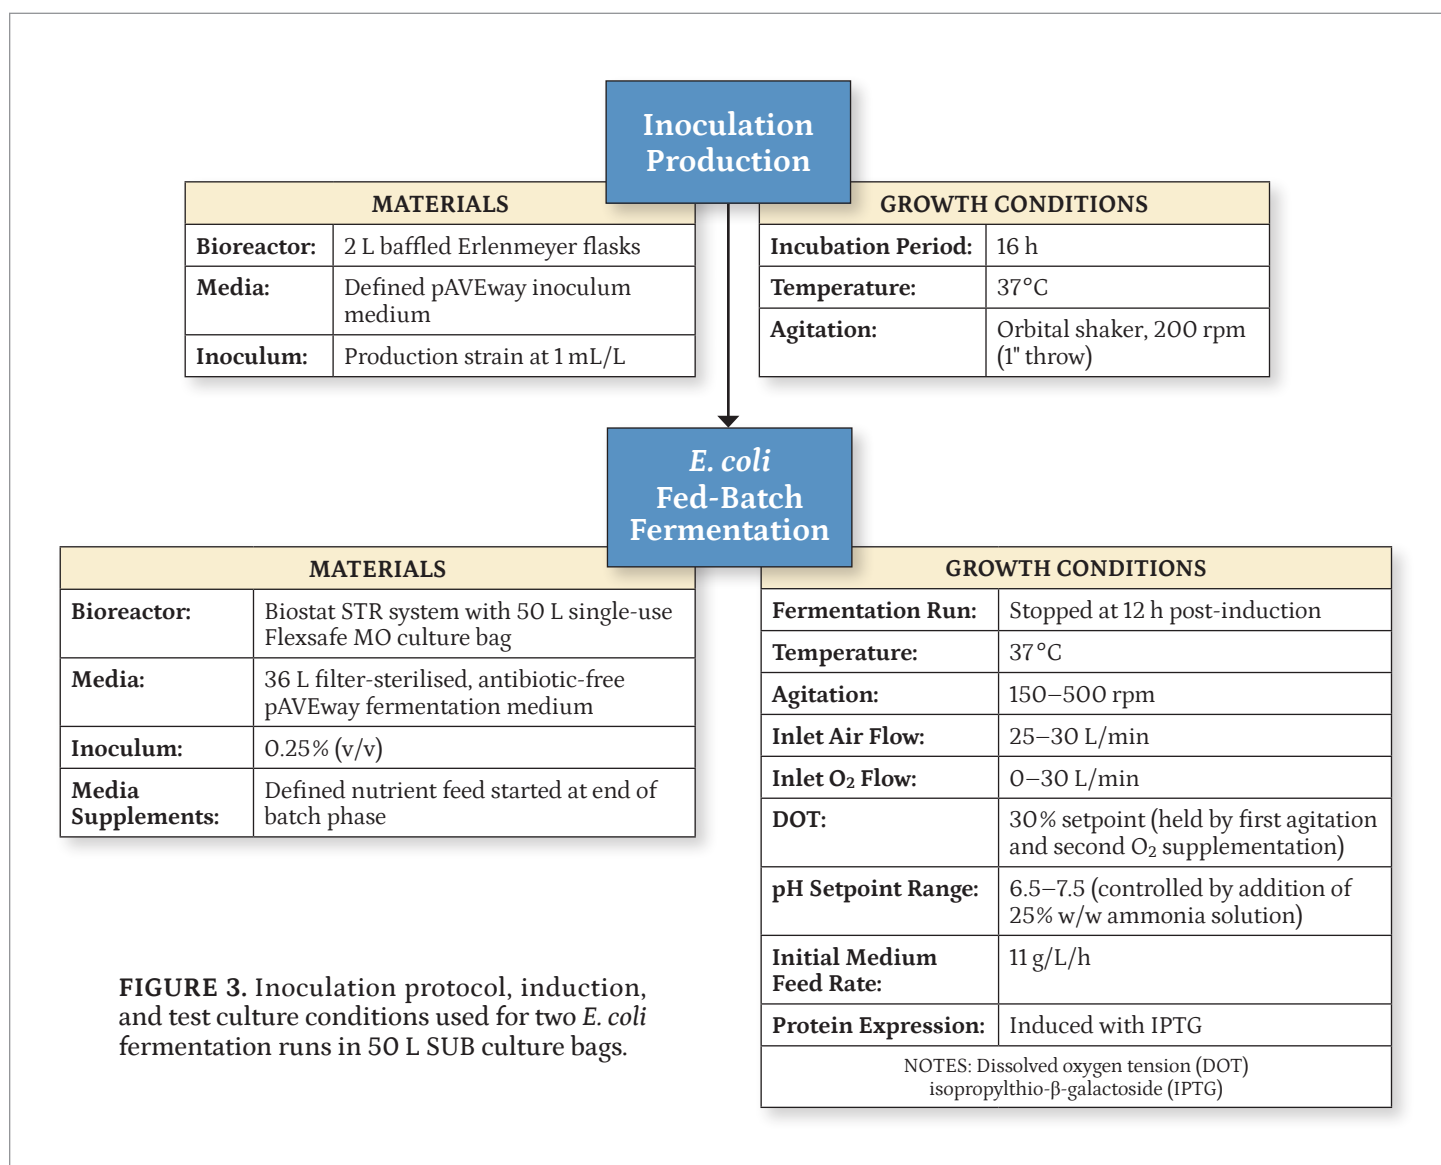 Inoculation
Production
MATERIALS
Bioreactor: 2 L baffled Erlenmeyer flasks
Media: Defined pAVEway inoculum
medium
Inoculum: Production strain at 1 mL/L
GROWTH CONDITIONS
Incubation Period: 16 h
Temperature: 37°C
Agitation: Orbital shaker, 200 rpm
(1" throw)
E. coli
Fed-Batch
Fermentation
MATERIALS
Bioreactor: Biostat STR system with 50 L single-use
Flexsafe MO culture bag
Media: 36 L filter-sterilised, antibiotic-free
pAVEway fermentation medium
Inoculum: 0.25% (v/v)
Media Defined nutrient feed started at end of
Supplements: batch phase
GROWTH CONDITIONS
Fermentation Run: Stopped at 12 h post-induction
Temperature: 37°C
Agitation: 150–500 rpm
Inlet Air Flow: 25–30 L/min
Inlet O₂ Flow: 0–30 L/min
DOT: 30% setpoint (held by first agitation
and second O₂ supplementation)
pH Setpoint Range: 6.5–7.5 (controlled by addition of
25% w/w ammonia solution)
Initial Medium 11 g/L/h
Feed Rate:
Protein Expression: Induced with IPTG
NOTES: Dissolved oxygen tension (DOT)
isopropylthio-β-galactoside (IPTG)
FIGURE 3. Inoculation protocol, induction,
and test culture conditions used for two E. coli
fermentation runs in 50 L SUB culture bags.